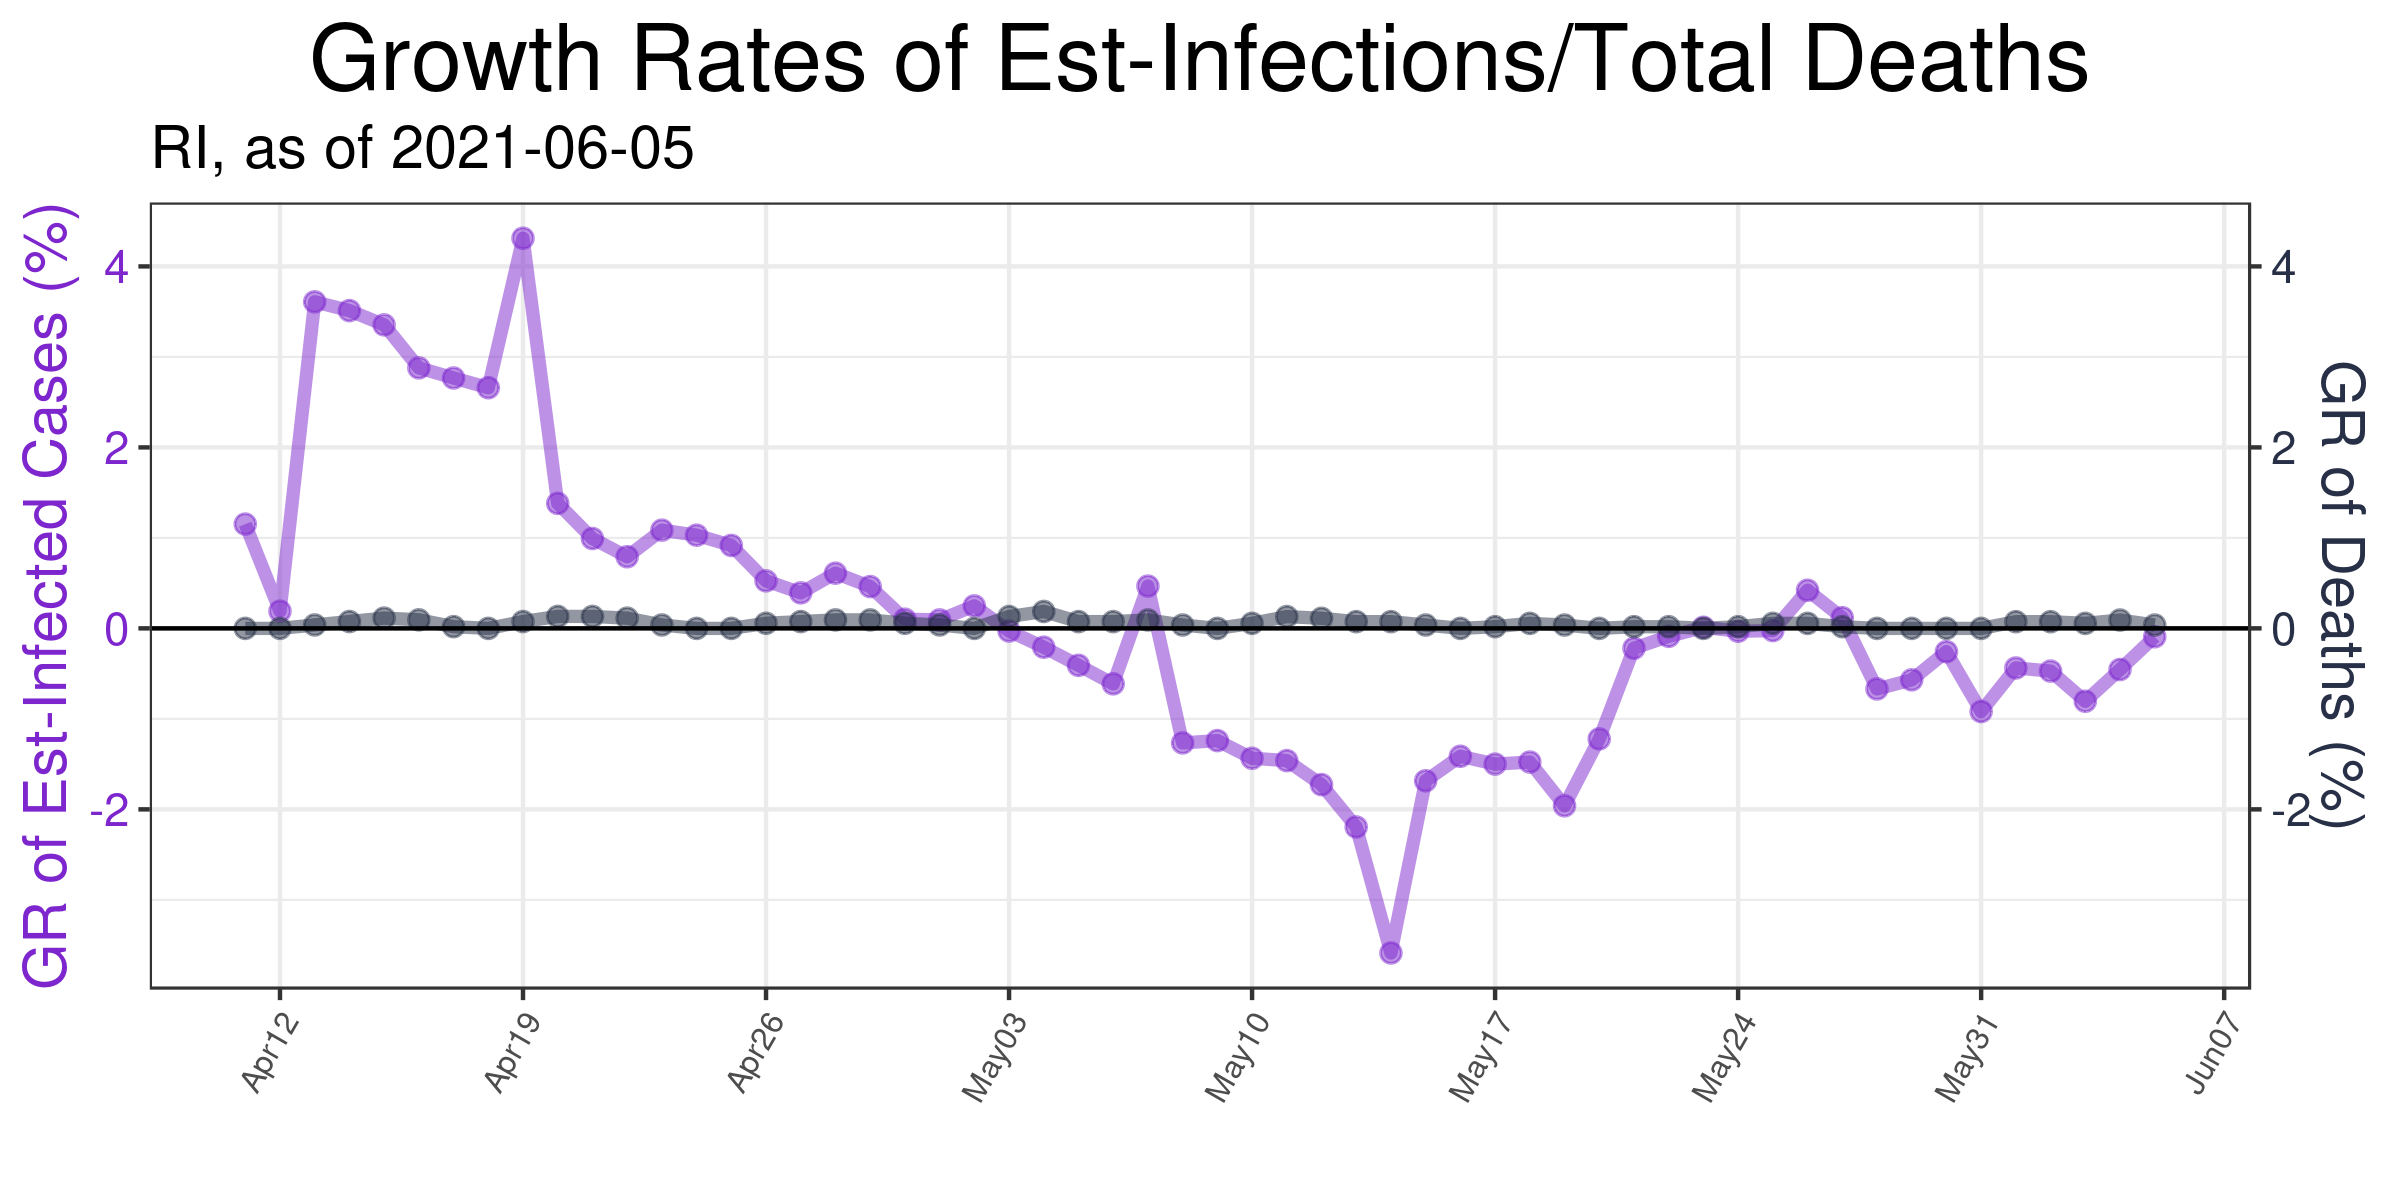 Growth Rates of Est-Infections/Total Deaths
RI, as of 2021-06-05
GR of Est-Infected Cases (%)
4
2
0
-2
4
2
0
-2
GR of Deaths (%)
Apr12
Apr19
Apr26
May03
May10
May17
May24
May31
Jun07